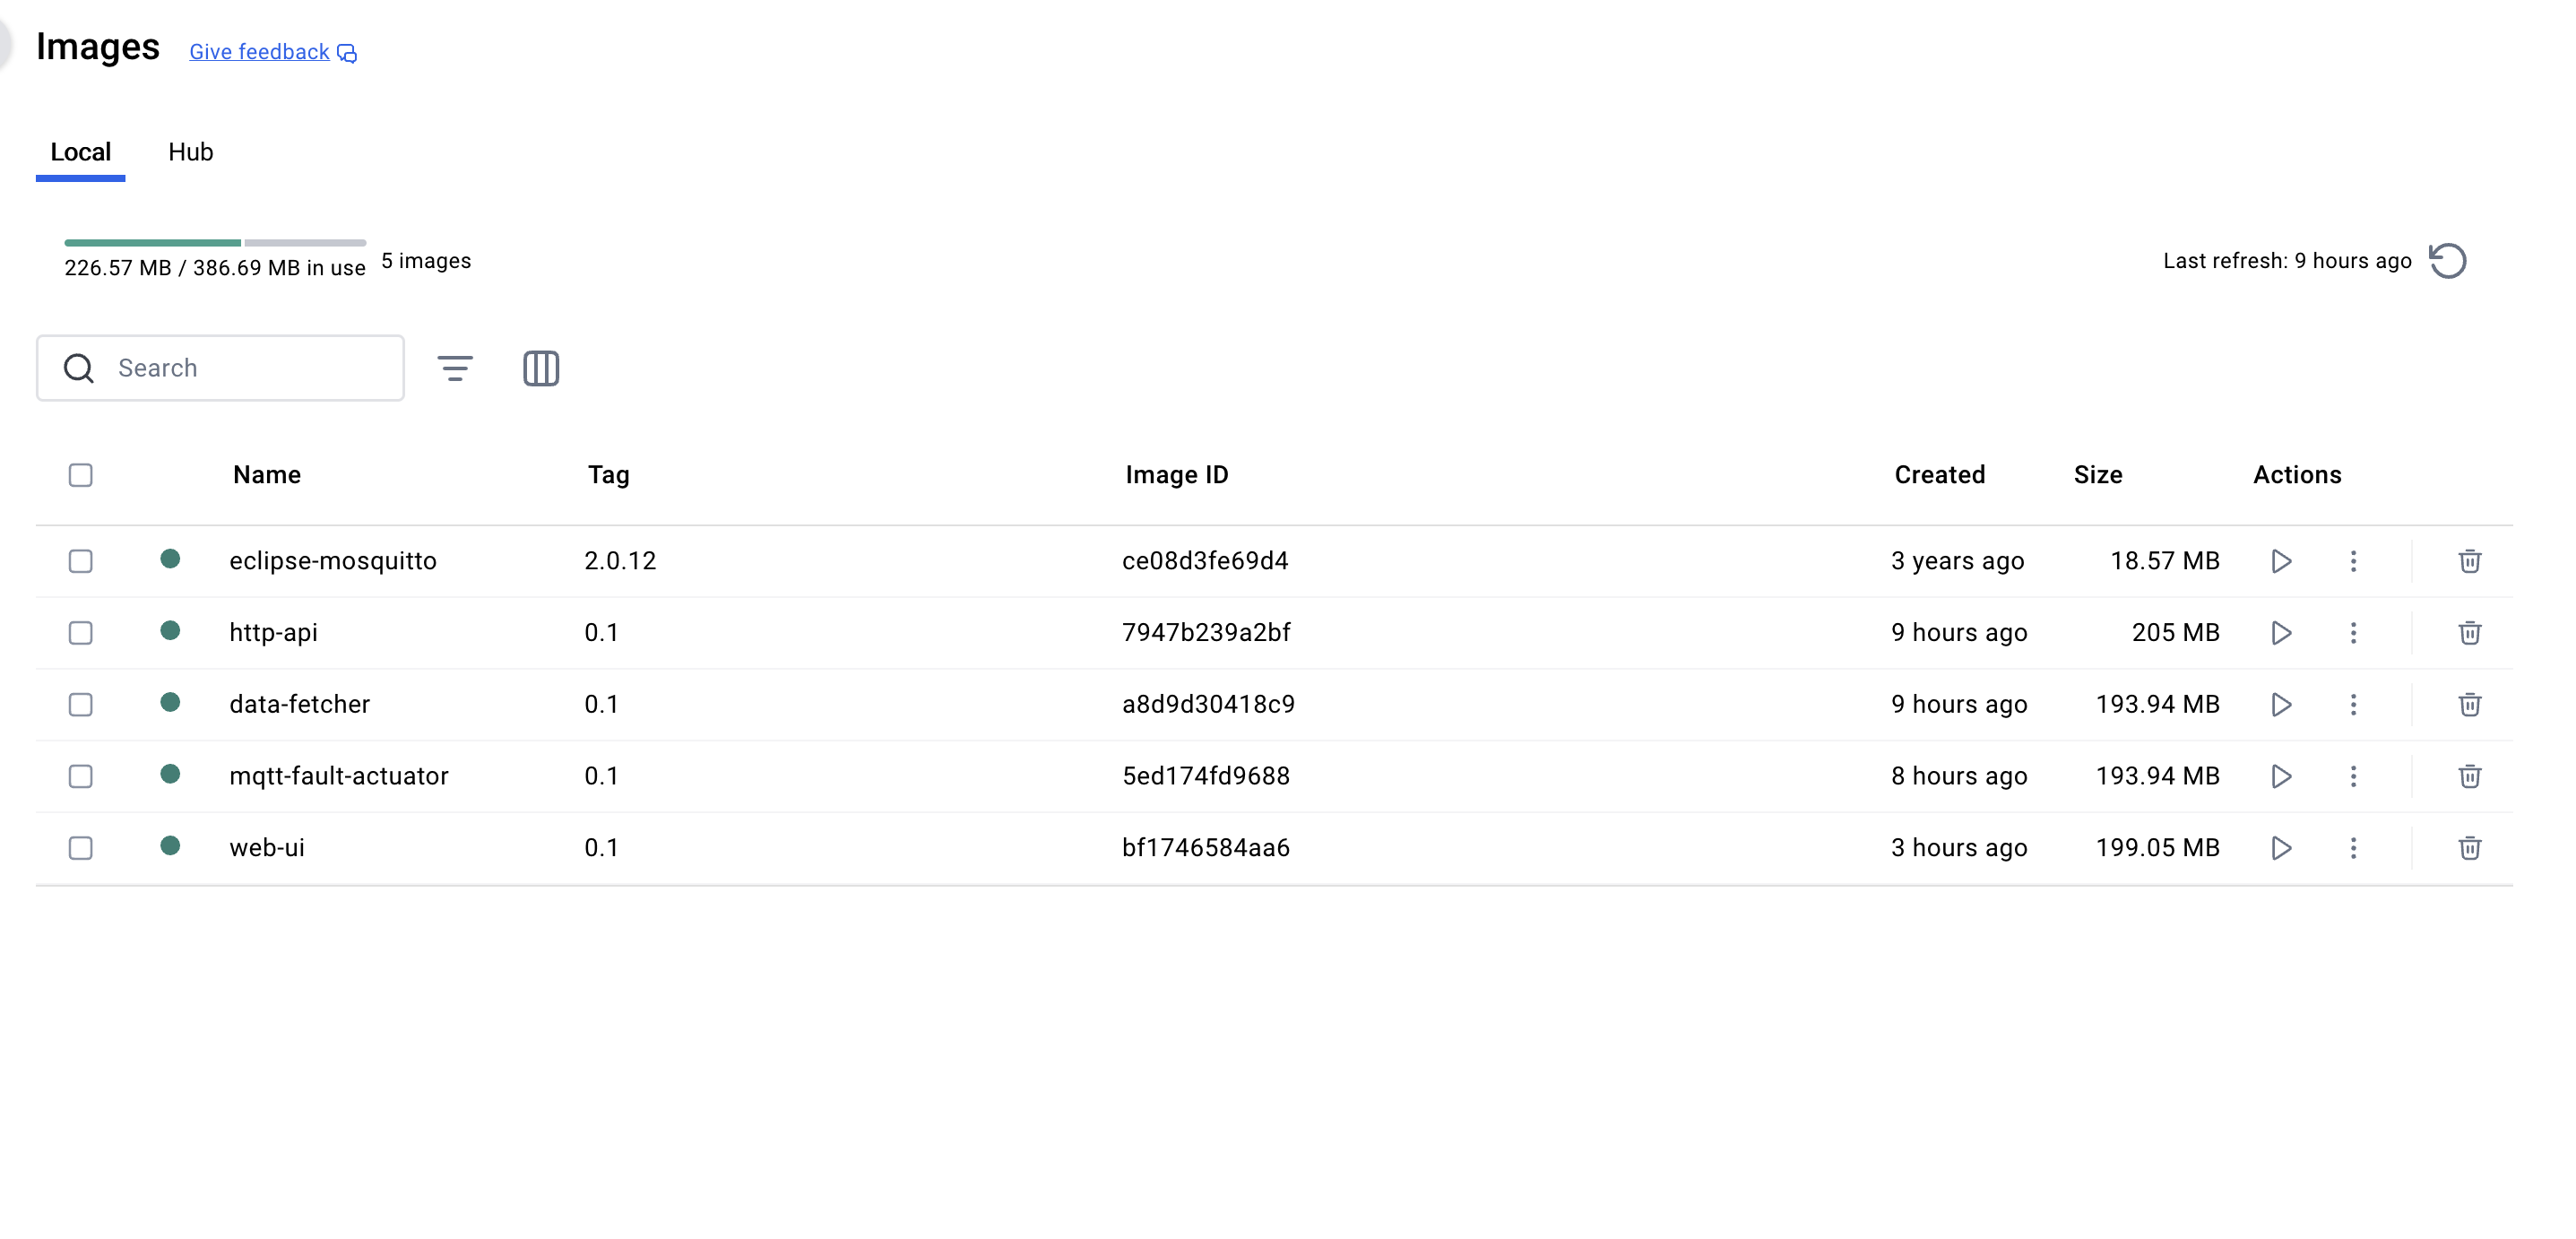 Images Give feedback
Local Hub
226.57 MB / 386.69 MB in use 5 images Last refresh: 9 hours ago
Search
Name Tag Image ID Created Size Actions
eclipse-mosquitto 2.0.12 ce08d3fe69d4 3 years ago 18.57 MB
http-api 0.1 7947b239a2bf 9 hours ago 205 MB
data-fetcher 0.1 a8d9d30418c9 9 hours ago 193.94 MB
mqtt-fault-actuator 0.1 5ed174fd9688 8 hours ago 193.94 MB
web-ui 0.1 bf1746584aa6 3 hours ago 199.05 MB